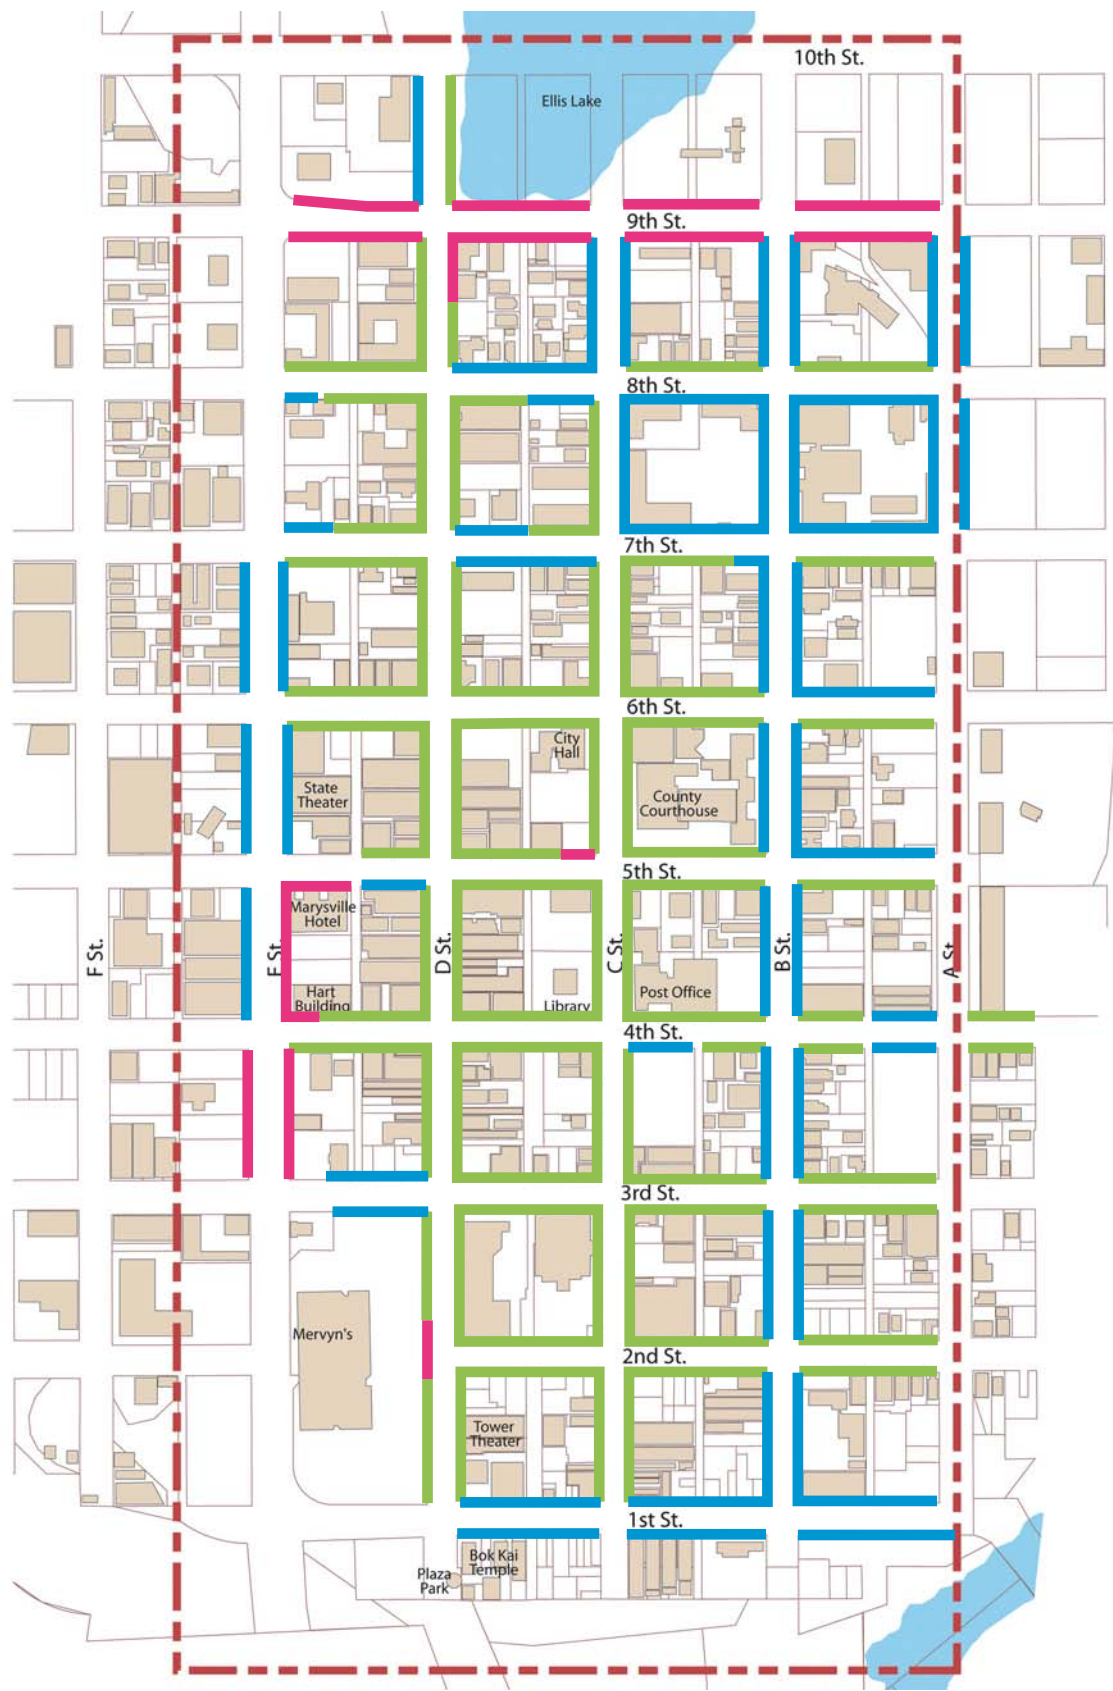 10th St.
Ellis Lake
9th St.
8th St.
7th St.
6th St.
City
Hall
State
Theater
County
Courthouse
5th St.
Marysville
Hotel
F St.
E St.
D St.
C St.
B St.
A St.
Hart
Building
Library
Post Office
4th St.
3rd St.
Mervyn's
2nd St.
Tower
Theater
1st St.
Bok Kai
Temple
Plaza
Park